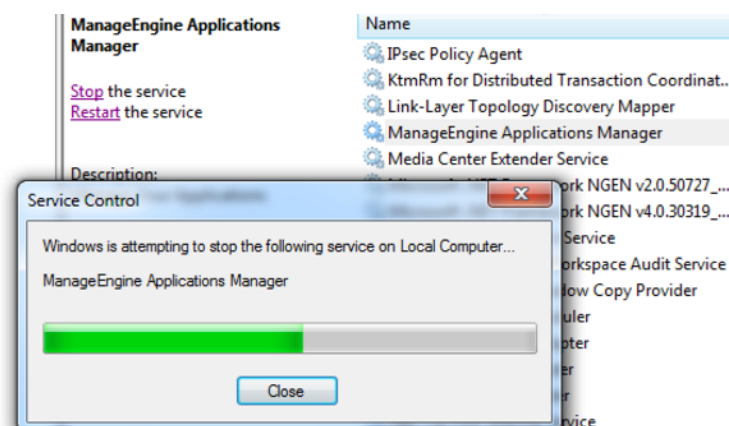 ManageEngine Applications
Manager
Stop the service
Restart the service
Description:
Name
IPsec Policy Agent
KtmRm for Distributed Transaction Coordinat...
Link-Layer Topology Discovery Mapper
ManageEngine Applications Manager
Media Center Extender Service
ork NGEN v2.0.50727_...
ork NGEN v4.0.30319_...
Service
orkspace Audit Service
dow Copy Provider
uler
pter
er
r
rvice
Service Control
Windows is attempting to stop the following service on Local Computer...
ManageEngine Applications Manager
Close